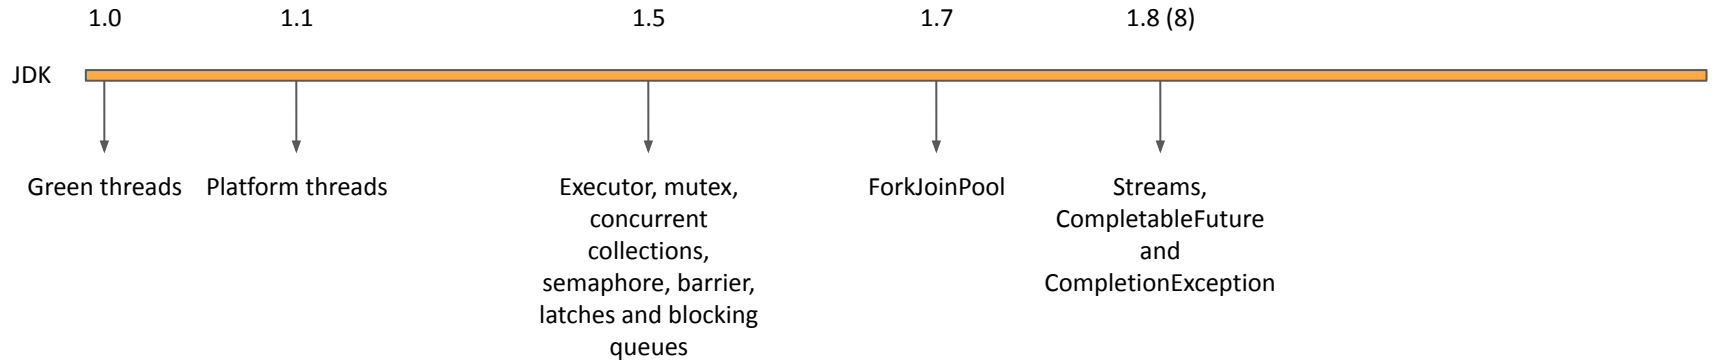 1.0 1.1 1.5 1.7 1.8 (8)
JDK
Green threads
Platform threads
Executor, mutex,
concurrent
collections,
semaphore, barrier,
latches and blocking
queues
ForkJoinPool
Streams,
CompletableFuture
and
CompletionException